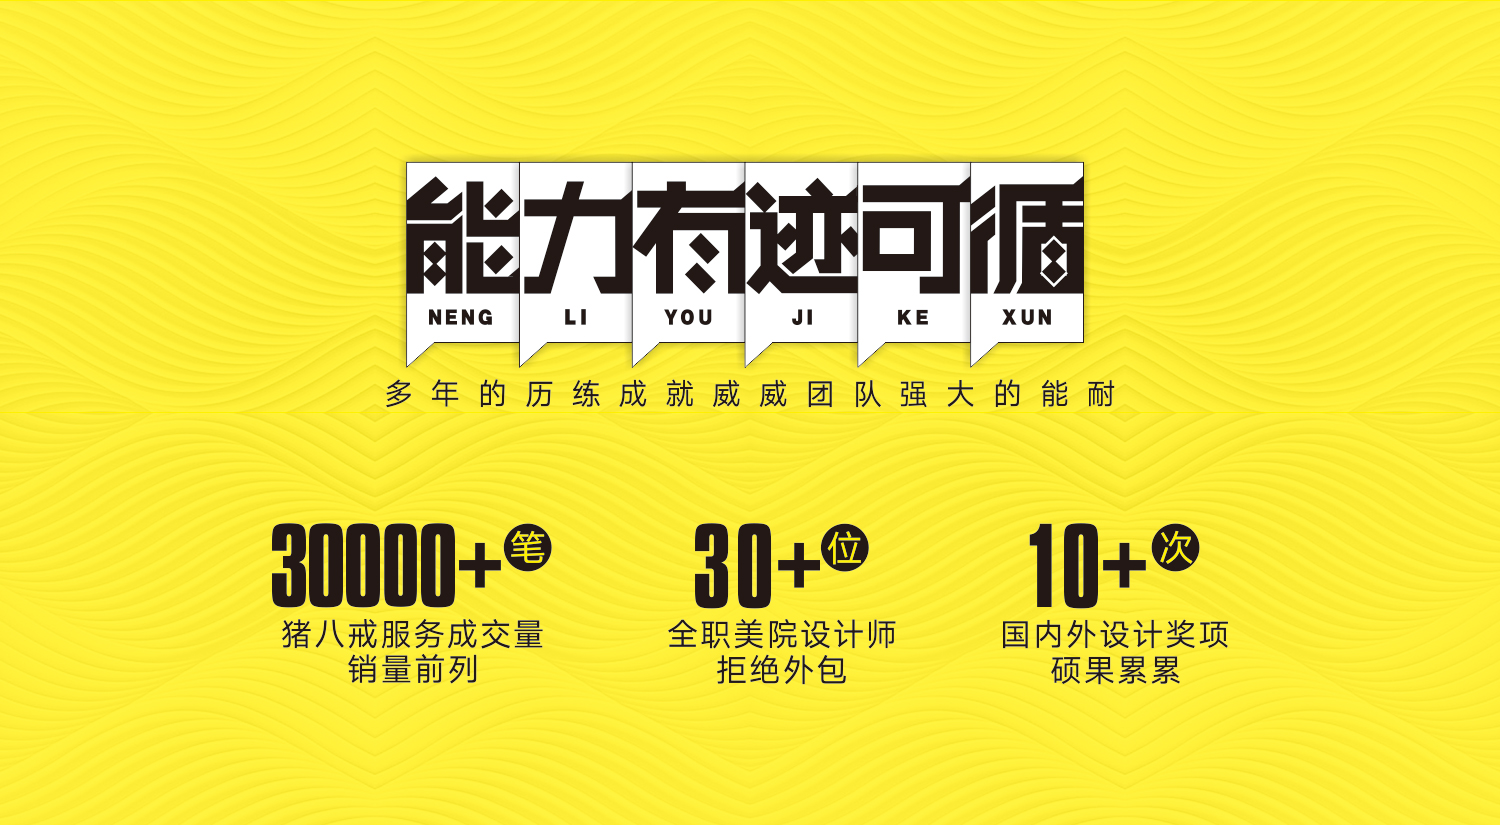 能力有迹可循
NENG LI YOU JI KE XUN
多年的历练成就威威团队强大的能耐
30000+笔
猪八戒服务成交量
销量前列
30+位
全职美院设计师
拒绝外包
10+次
国内外设计奖项
硕果累累